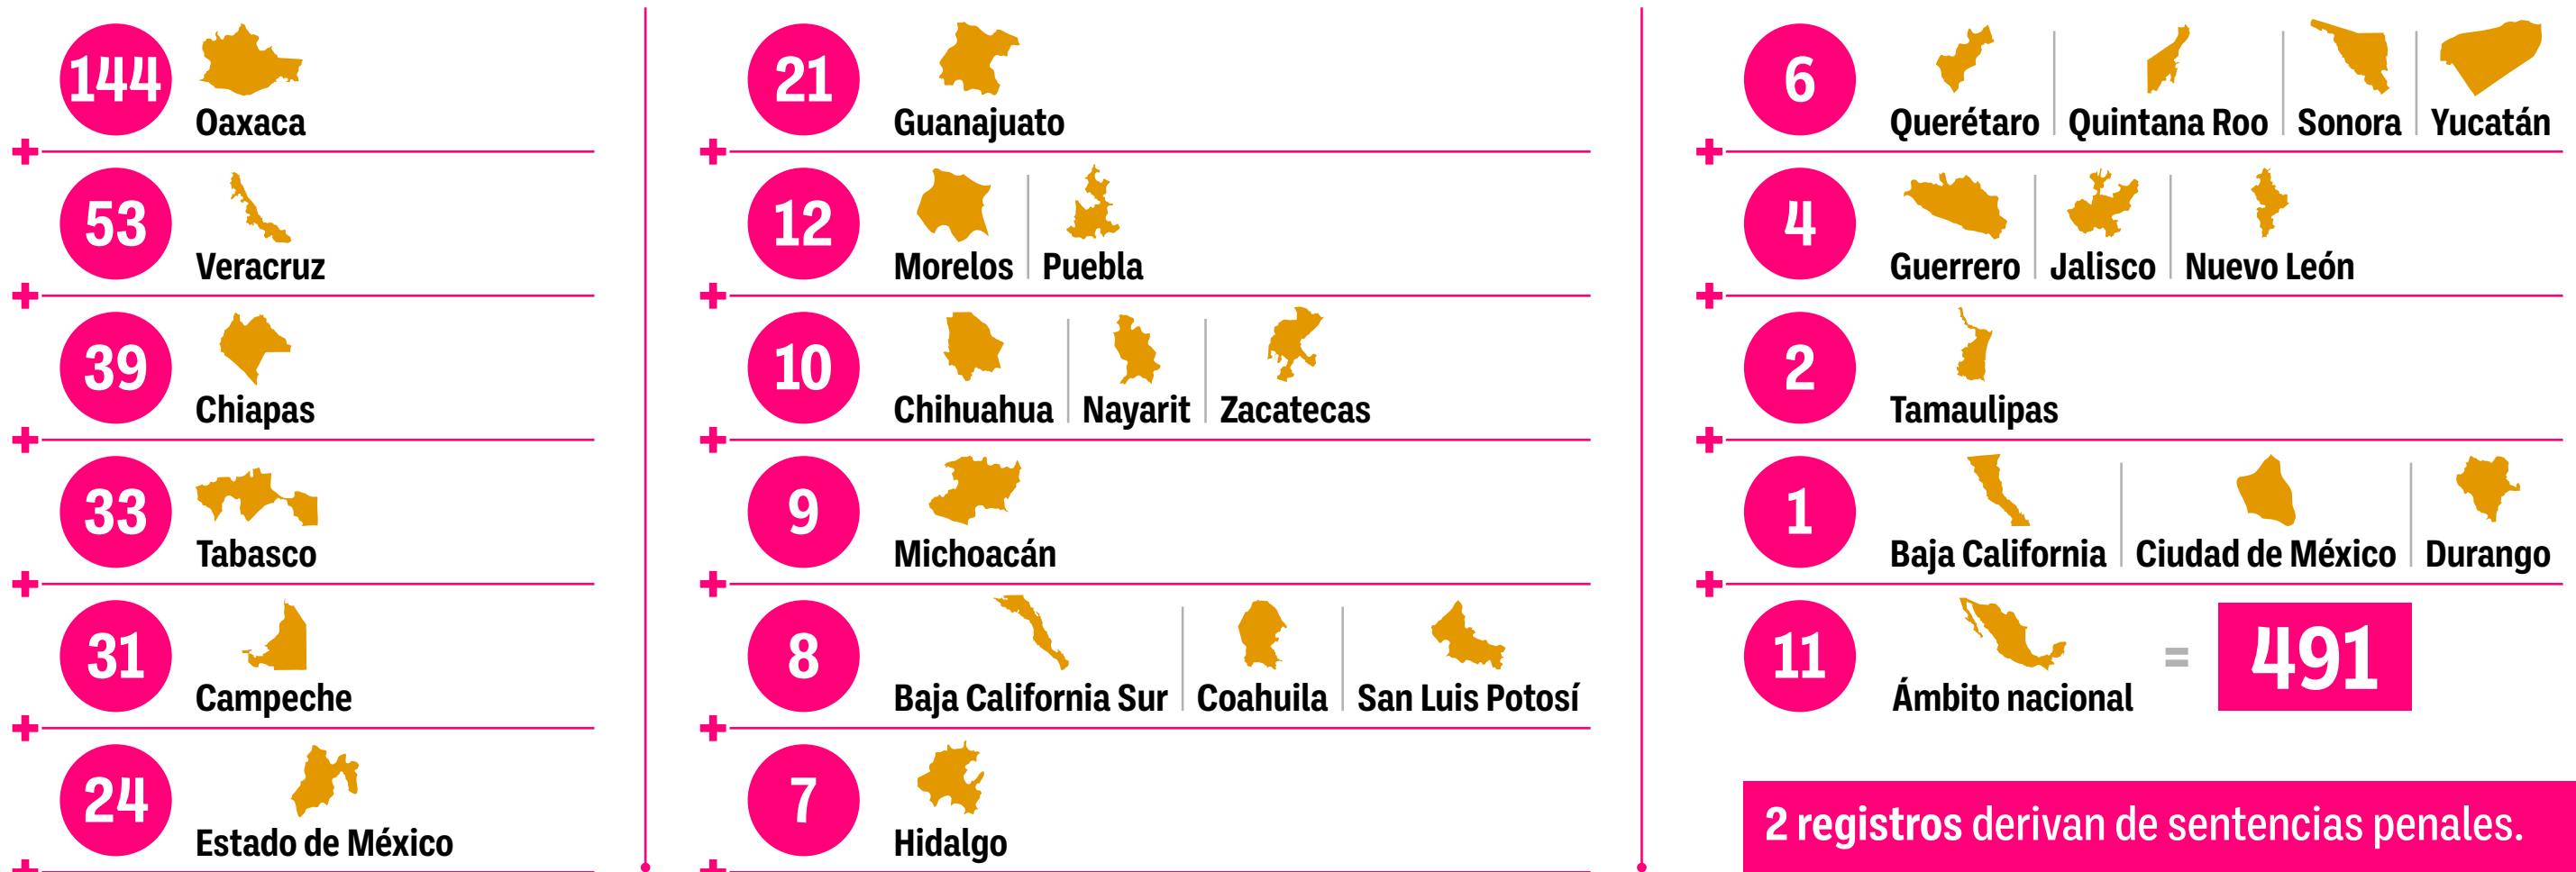 144
Oaxaca
+
53
Veracruz
+
39
Chiapas
+
33
Tabasco
+
31
Campeche
+
24
Estado de México
+
21
Guanajuato
+
12
Morelos | Puebla
+
10
Chihuahua | Nayarit | Zacatecas
+
9
Michoacán
+
8
Baja California Sur | Coahuila | San Luis Potosí
+
7
Hidalgo
+
6
Querétaro | Quintana Roo | Sonora | Yucatán
+
4
Guerrero | Jalisco | Nuevo León
+
2
Tamaulipas
+
1
Baja California | Ciudad de México | Durango
+
11
Ámbito nacional = 491
2 registros derivan de sentencias penales.